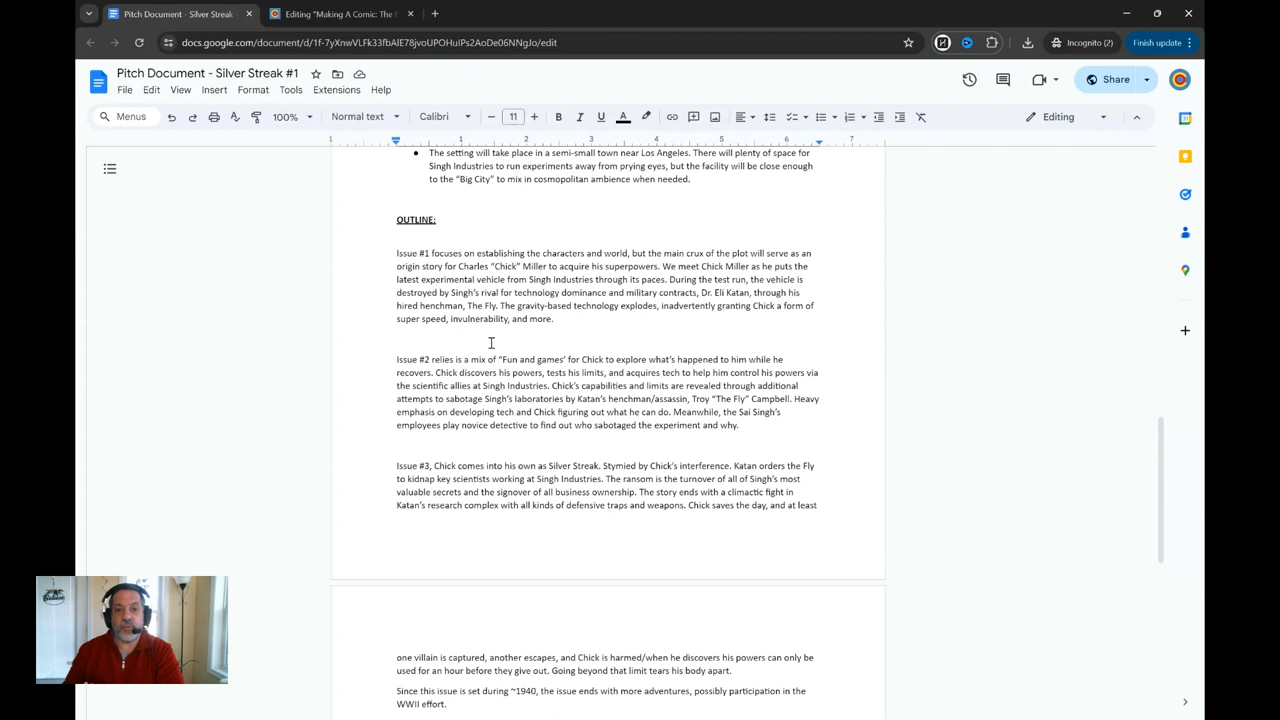 Pitch Document - Silver Streak
Editing "Making A Comic: The
docs.google.com/document/d/1f-7yXnwVLFk33fbAlE78jvoUPOHuIPs2AoDe06NNgJo/edit
Incognito (2)
Finish update
Pitch Document - Silver Streak #1
File Edit View Insert Format Tools Extensions Help
Share
Menus
100%
Normal text
Calibri
11
Editing
1 1 2 3 4 5 6 7
The setting will take place in a semi-small town near Los Angeles. There will plenty of space for
Singh Industries to run experiments away from prying eyes, but the facility will be close enough
to the “Big City” to mix in cosmopolitan ambience when needed.
OUTLINE:
Issue #1 focuses on establishing the characters and world, but the main crux of the plot will serve as an
origin story for Charles “Chick” Miller to acquire his superpowers. We meet Chick Miller as he puts the
latest experimental vehicle from Singh Industries through its paces. During the test run, the vehicle is
destroyed by Singh’s rival for technology dominance and military contracts, Dr. Eli Katan, through his
hired henchman, The Fly. The gravity-based technology explodes, inadvertently granting Chick a form of
super speed, invulnerability, and more.
Issue #2 relies is a mix of “Fun and games’ for Chick to explore what’s happened to him while he
recovers. Chick discovers his powers, tests his limits, and acquires tech to help him control his powers via
the scientific allies at Singh Industries. Chick’s capabilities and limits are revealed through additional
attempts to sabotage Singh’s laboratories by Katan’s henchman/assassin, Troy “The Fly” Campbell. Heavy
emphasis on developing tech and Chick figuring out what he can do. Meanwhile, the Sai Singh’s
employees play novice detective to find out who sabotaged the experiment and why.
Issue #3, Chick comes into his own as Silver Streak. Stymied by Chick’s interference. Katan orders the Fly
to kidnap key scientists working at Singh Industries. The ransom is the turnover of all of Singh’s most
valuable secrets and the signover of all business ownership. The story ends with a climactic fight in
Katan’s research complex with all kinds of defensive traps and weapons. Chick saves the day, and at least
one villain is captured, another escapes, and Chick is harmed/when he discovers his powers can only be
used for an hour before they give out. Going beyond that limit tears his body apart.
Since this issue is set during ~1940, the issue ends with more adventures, possibly participation in the
WWII effort.